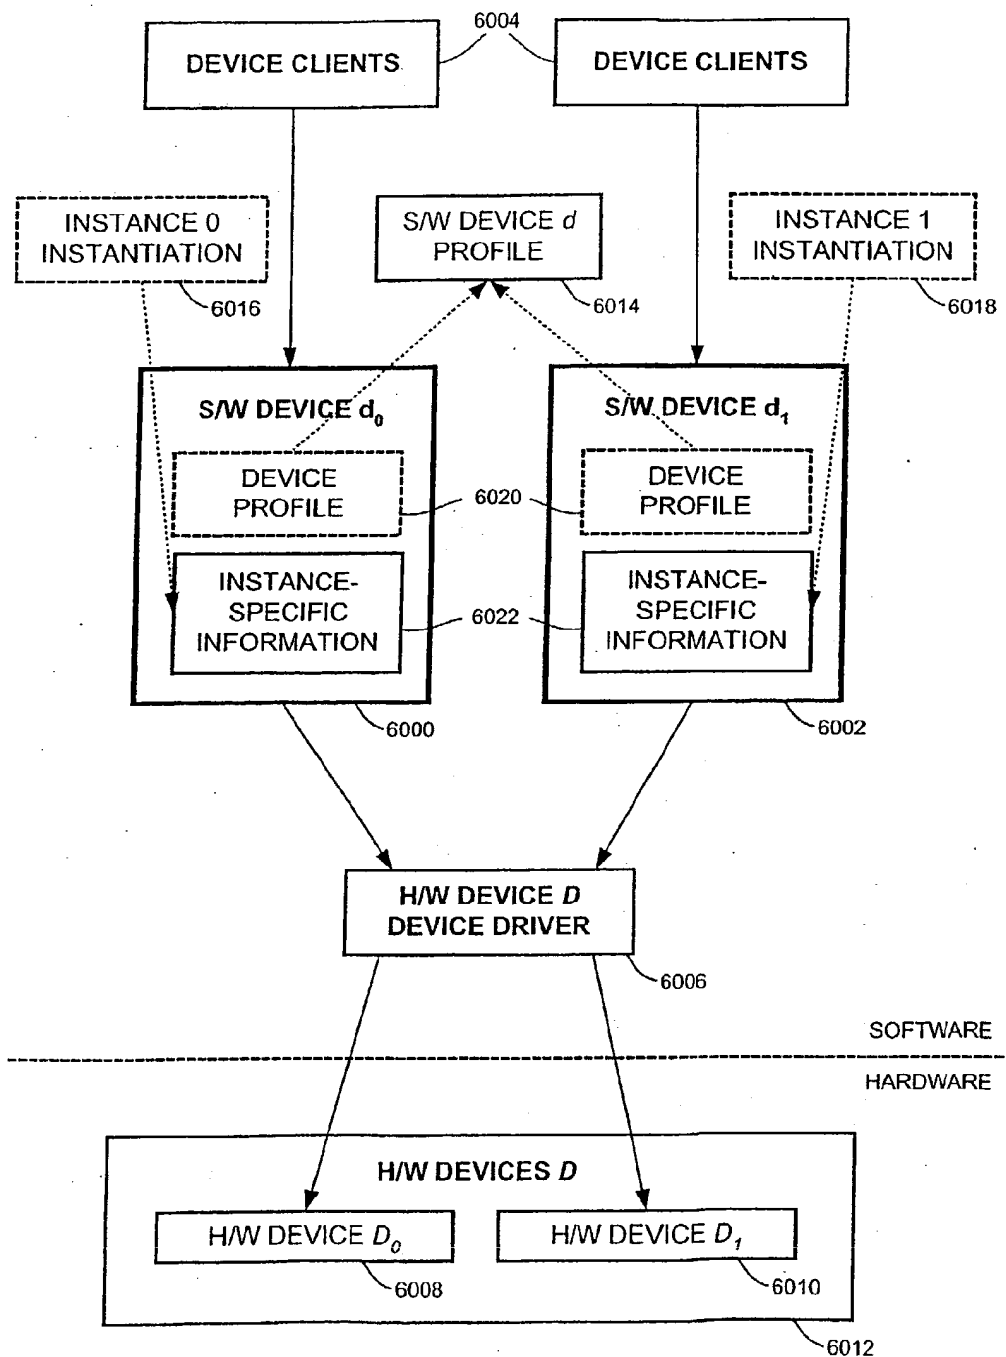 6004
DEVICE CLIENTS
DEVICE CLIENTS
INSTANCE 0
INSTANTIATION
6016
S/W DEVICE d
PROFILE
6014
INSTANCE 1
INSTANTIATION
6018
S/W DEVICE d0
DEVICE
PROFILE
6020
INSTANCE-
SPECIFIC
INFORMATION
6022
6000
S/W DEVICE d1
DEVICE
PROFILE
INSTANCE-
SPECIFIC
INFORMATION
6002
H/W DEVICE D
DEVICE DRIVER
6006
SOFTWARE
HARDWARE
H/W DEVICES D
H/W DEVICE D0
6008
H/W DEVICE D1
6010
6012